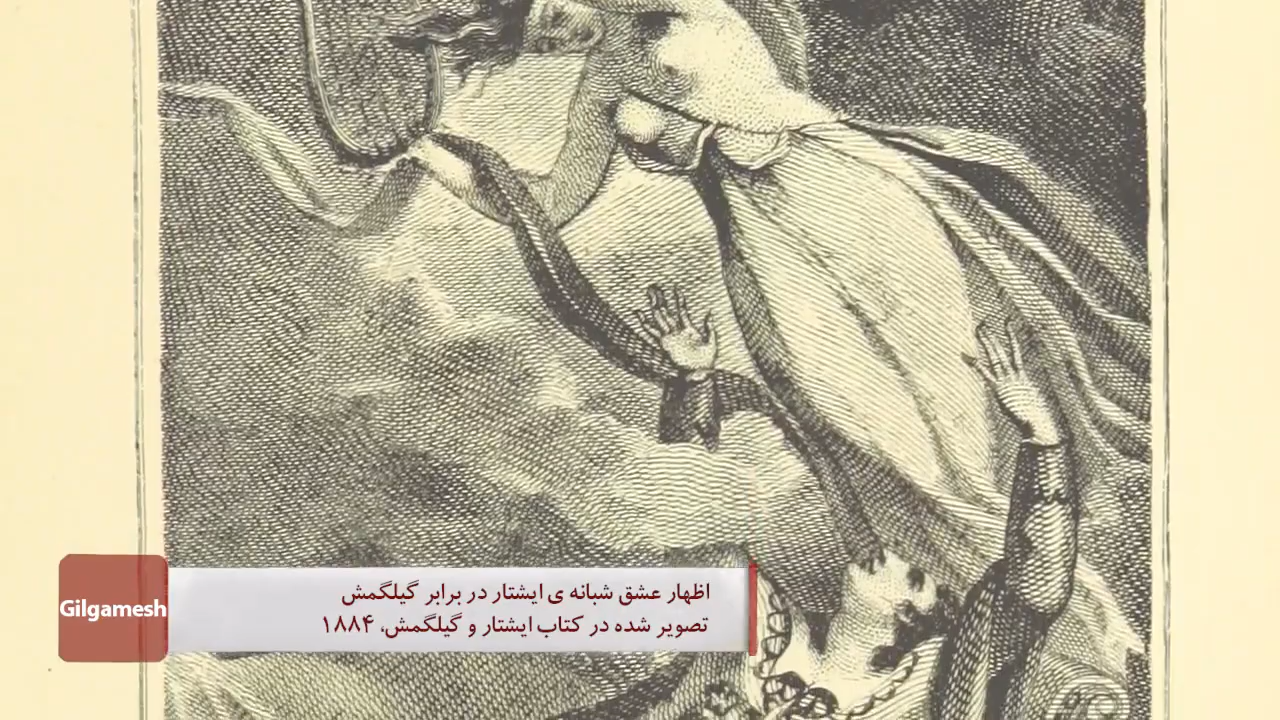 Gilgamesh
اظهار عشق شبانه ی ایشتار در برابر گیلگمش
تصویر شده در کتاب ایشتار و گیلگمش، ۱۸۸۴